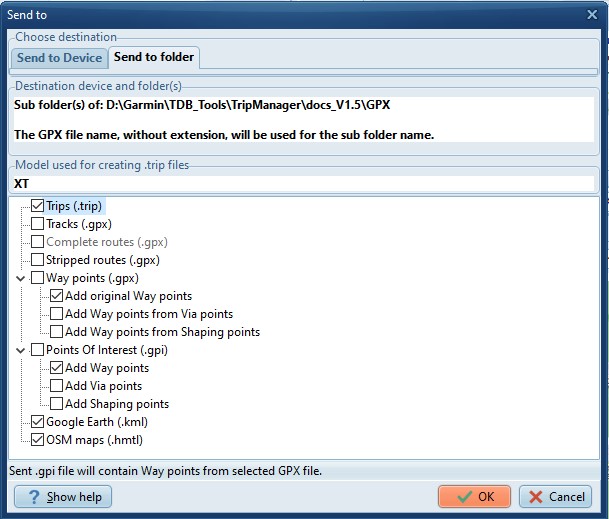 Send to
Choose destination
Send to Device
Send to folder
Destination device and folder(s)
Sub folder(s) of: D:\Garmin\TDB_Tools\TripManager\docs_V1.5\GPX
The GPX file name, without extension, will be used for the sub folder name.
Model used for creating .trip files
XT
Trips (.trip)
Tracks (.gpx)
Complete routes (.gpx)
Stripped routes (.gpx)
Way points (.gpx)
Add original Way points
Add Way points from Via points
Add Way points from Shaping points
Points Of Interest (.gpi)
Add Way points
Add Via points
Add Shaping points
Google Earth (.kml)
OSM maps (.hmtl)
Sent .gpi file will contain Way points from selected GPX file.
? Show help
OK
Cancel